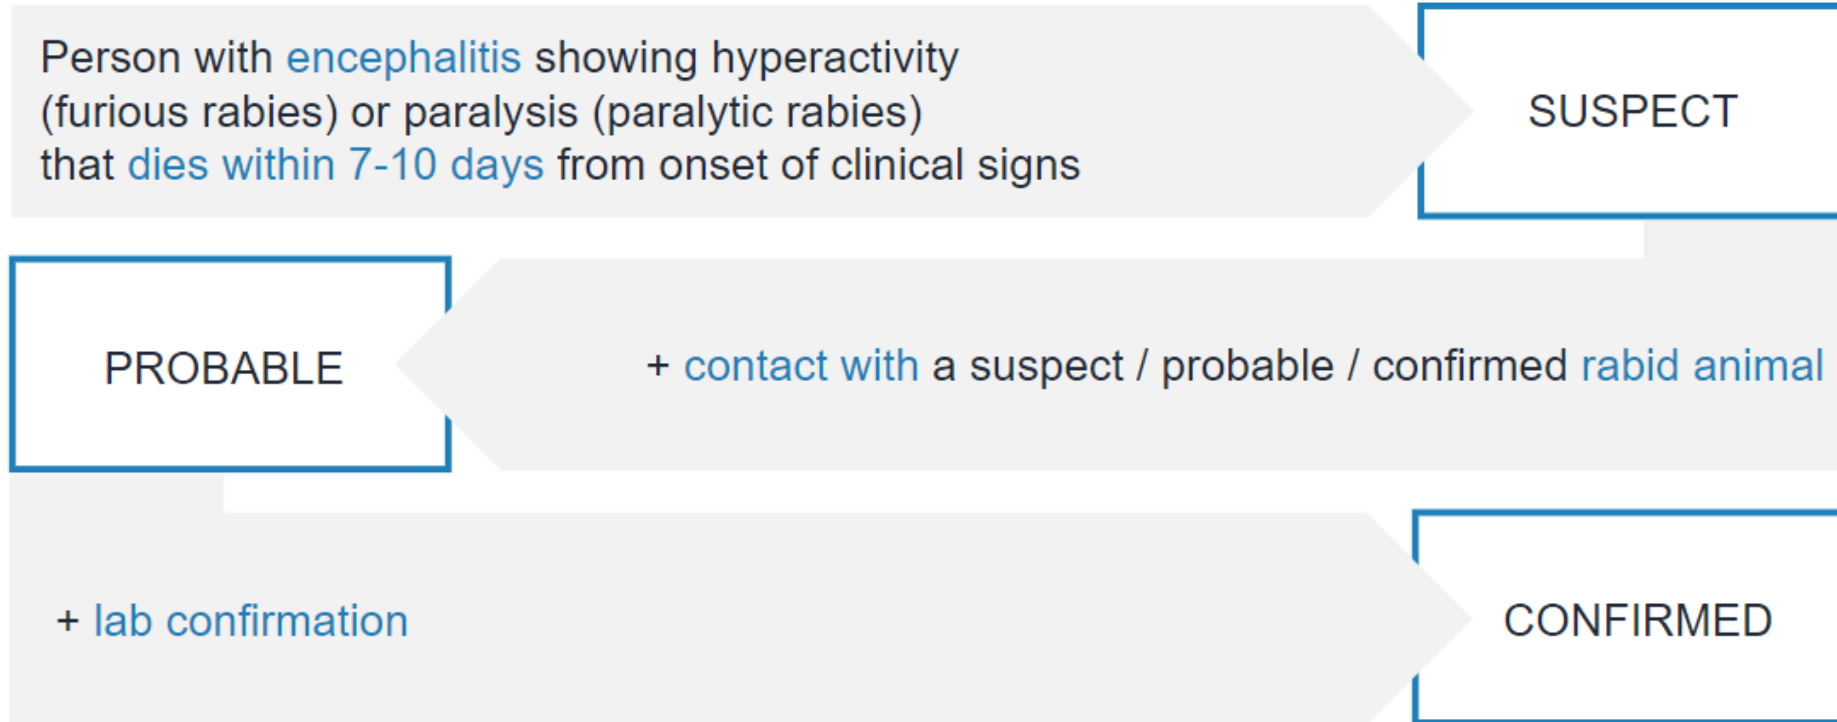 Person with encephalitis showing hyperactivity
(furious rabies) or paralysis (paralytic rabies)
that dies within 7-10 days from onset of clinical signs
SUSPECT
PROBABLE
+ contact with a suspect / probable / confirmed rabid animal
+ lab confirmation
CONFIRMED